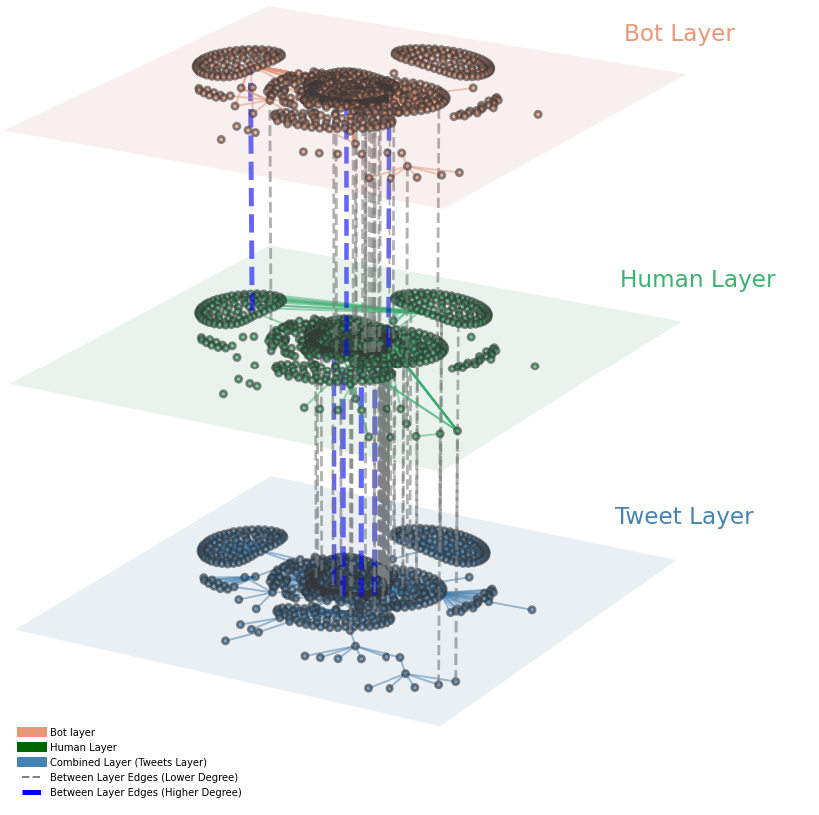 Bot Layer
Human Layer
Tweet Layer
Bot layer
Human Layer
Combined Layer (Tweets Layer)
Between Layer Edges (Lower Degree)
Between Layer Edges (Higher Degree)